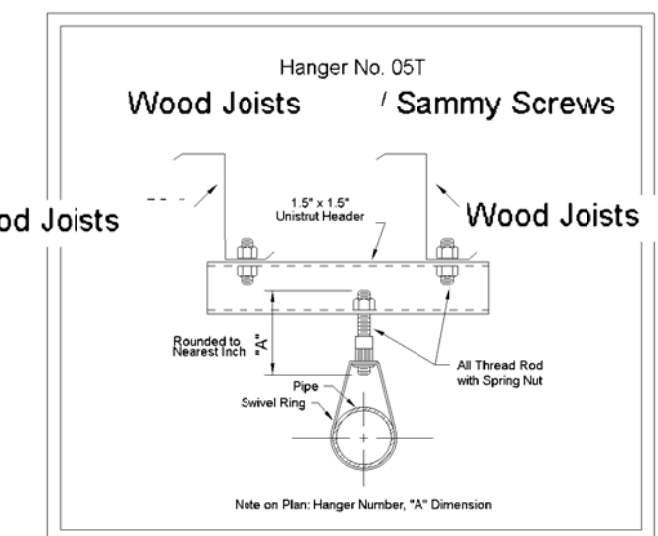 Hanger No. 05T
Wood Joists / Sammy Screws
od Joists
1.5" x 1.5"
Unistrut Header
Wood Joists
Rounded to
Nearest Inch
"A"
All Thread Rod
with Spring Nut
Pipe
Swivel Ring
Note on Plan: Hanger Number, "A" Dimension